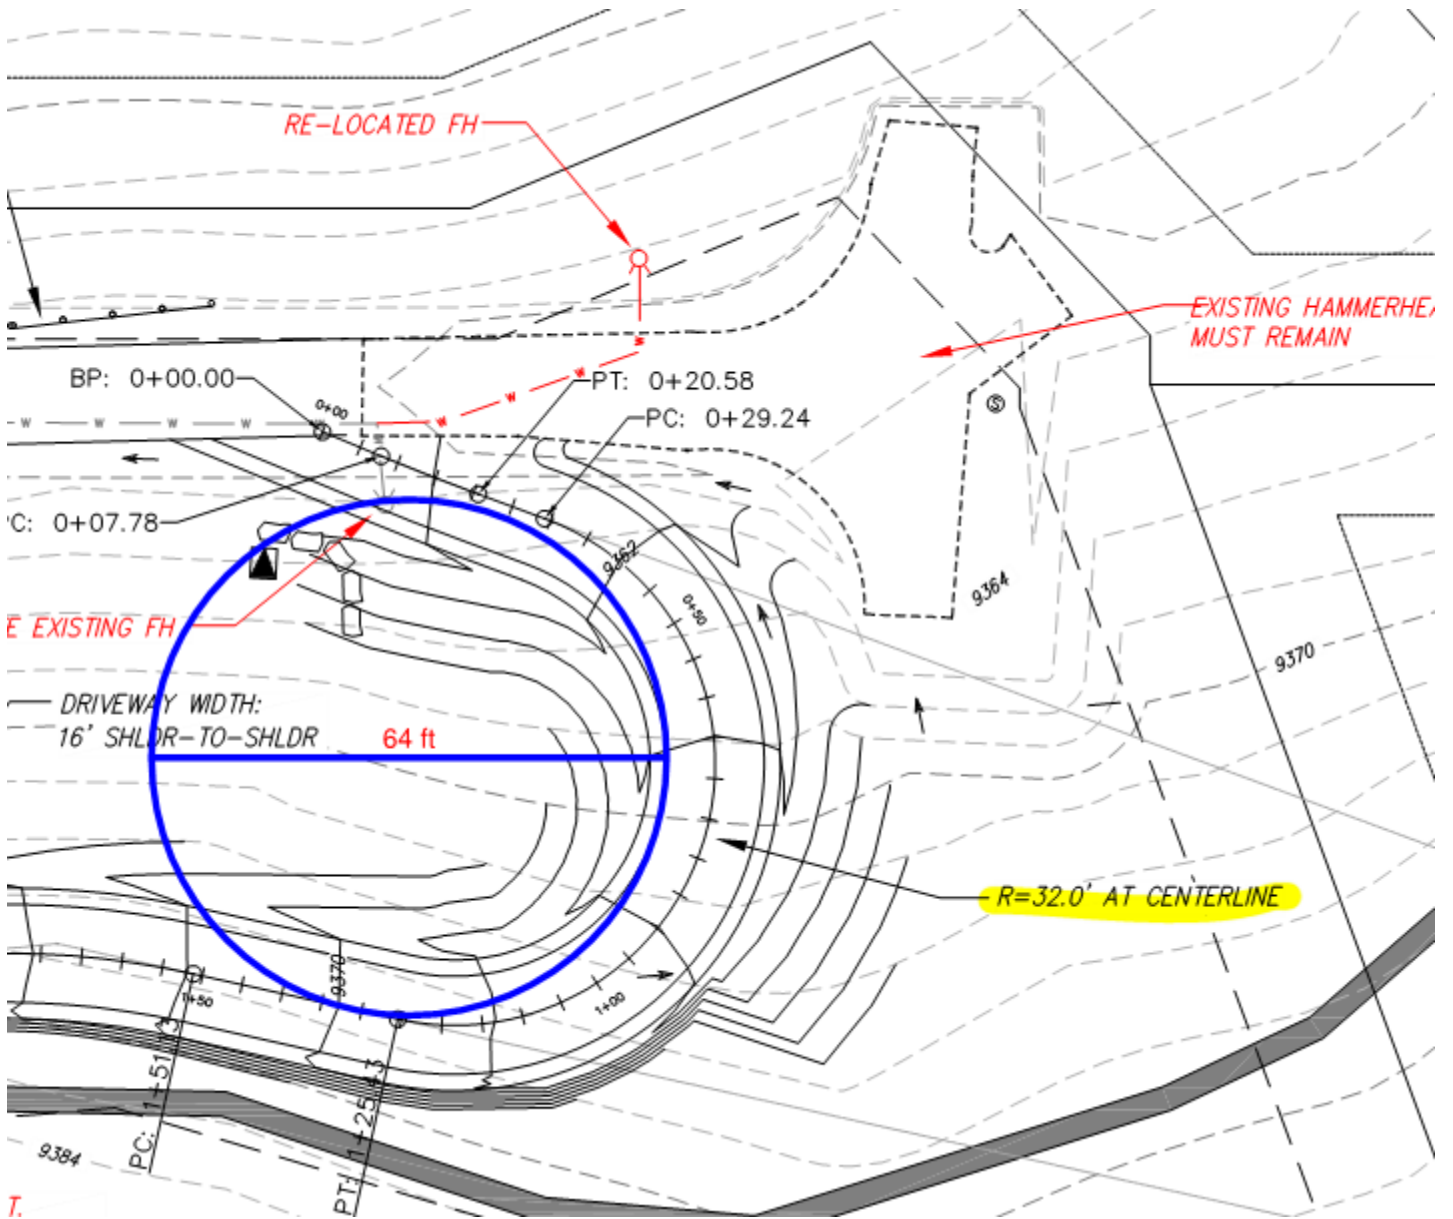 RE-LOCATED FH
EXISTING HAMMERHEA
MUST REMAIN
BP: 0+00.00
0+00
PT: 0+20.58
PC: 0+29.24
C: 0+07.78
9362
9364
0+50
E EXISTING FH
9370
DRIVEWAY WIDTH:
16' SHLDR-TO-SHLDR
64 ft
R=32.0' AT CENTERLINE
9370
1+50
1+00
PC: 1+51.13
PT: 1+25.43
9384
T.
W
W
W
W
W
W
W
W
S